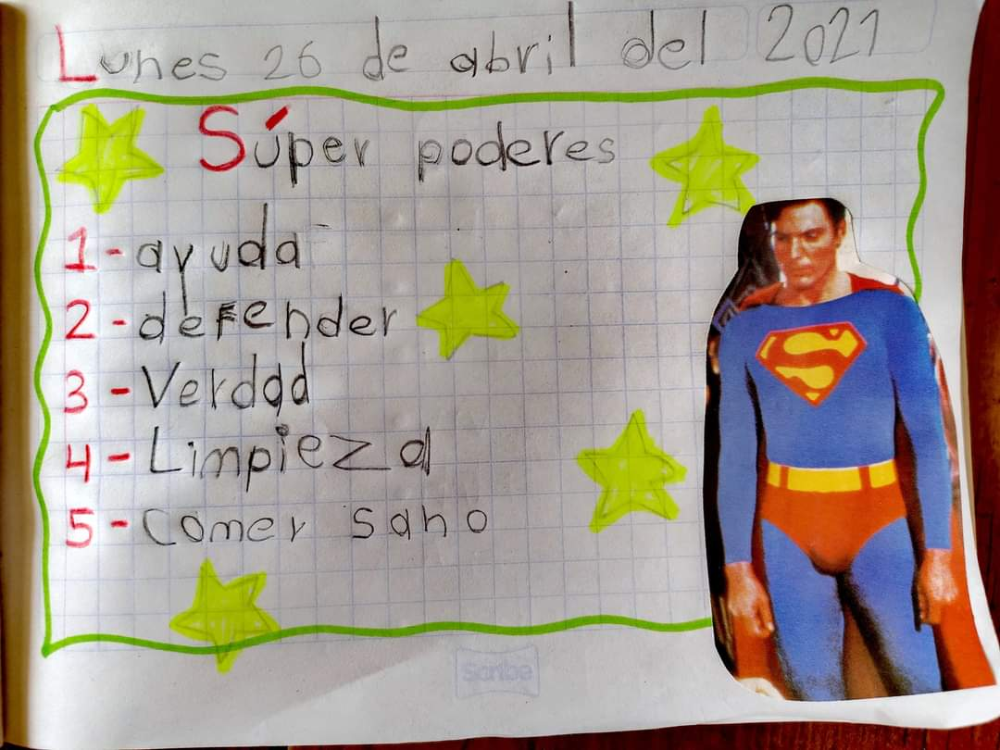 Lunes 26 de abril del 2021
Súper poderes
1-ayuda
2-defender
3-Verdad
4-Limpieza
5-Comer sano
Scribe